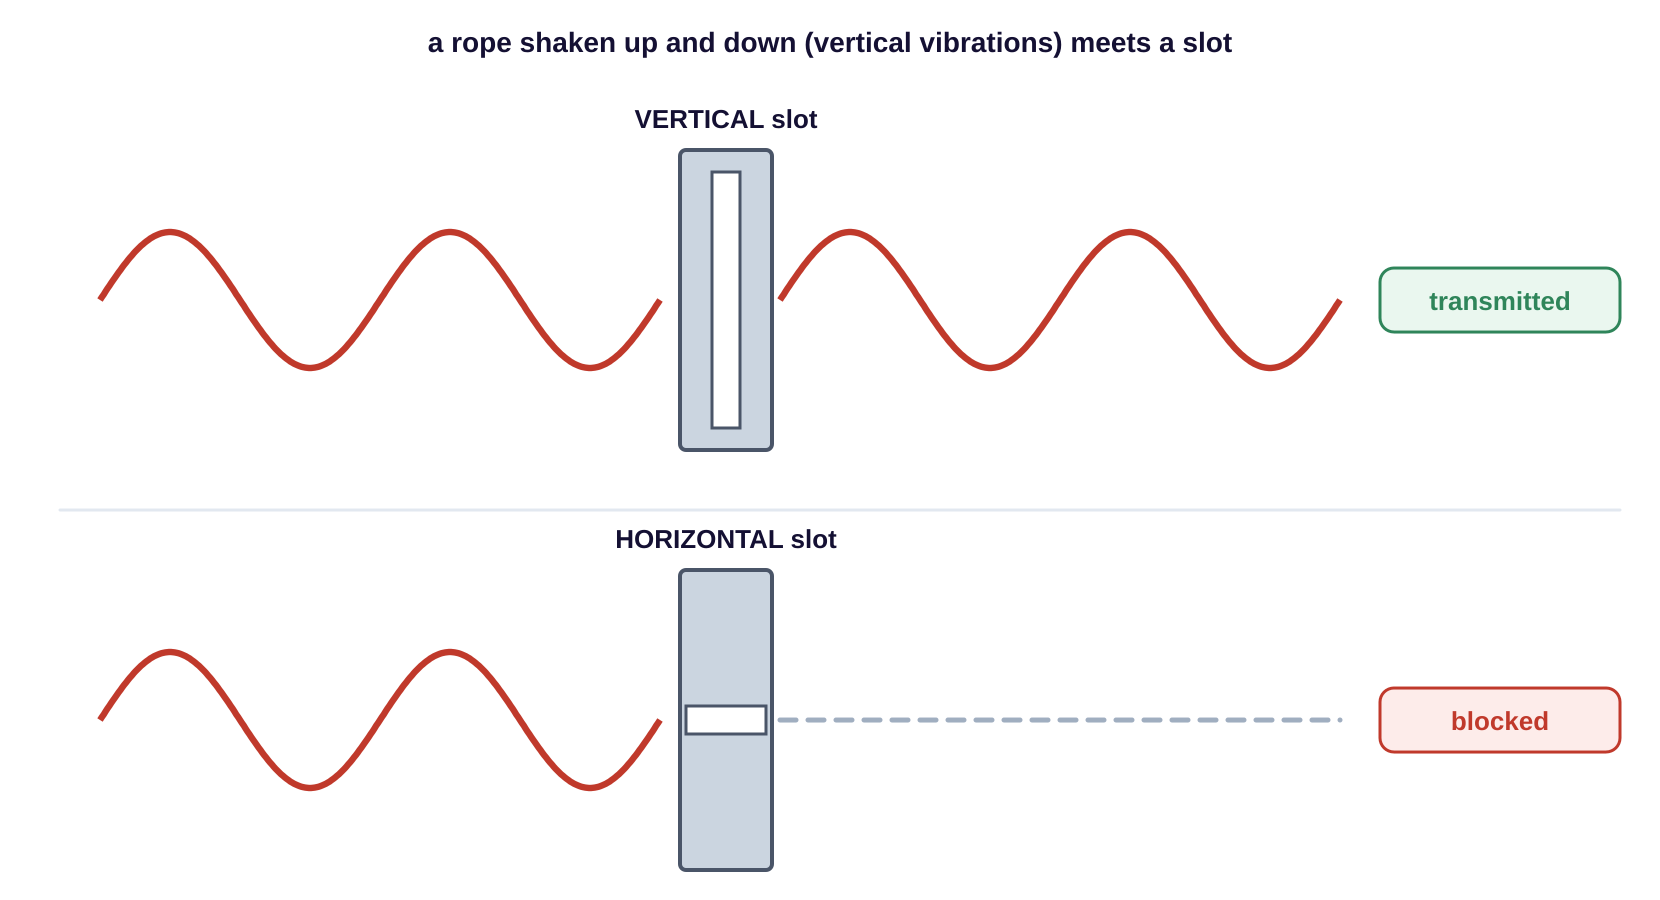 a rope shaken up and down (vertical vibrations) meets a slot
VERTICAL slot
transmitted
HORIZONTAL slot
blocked